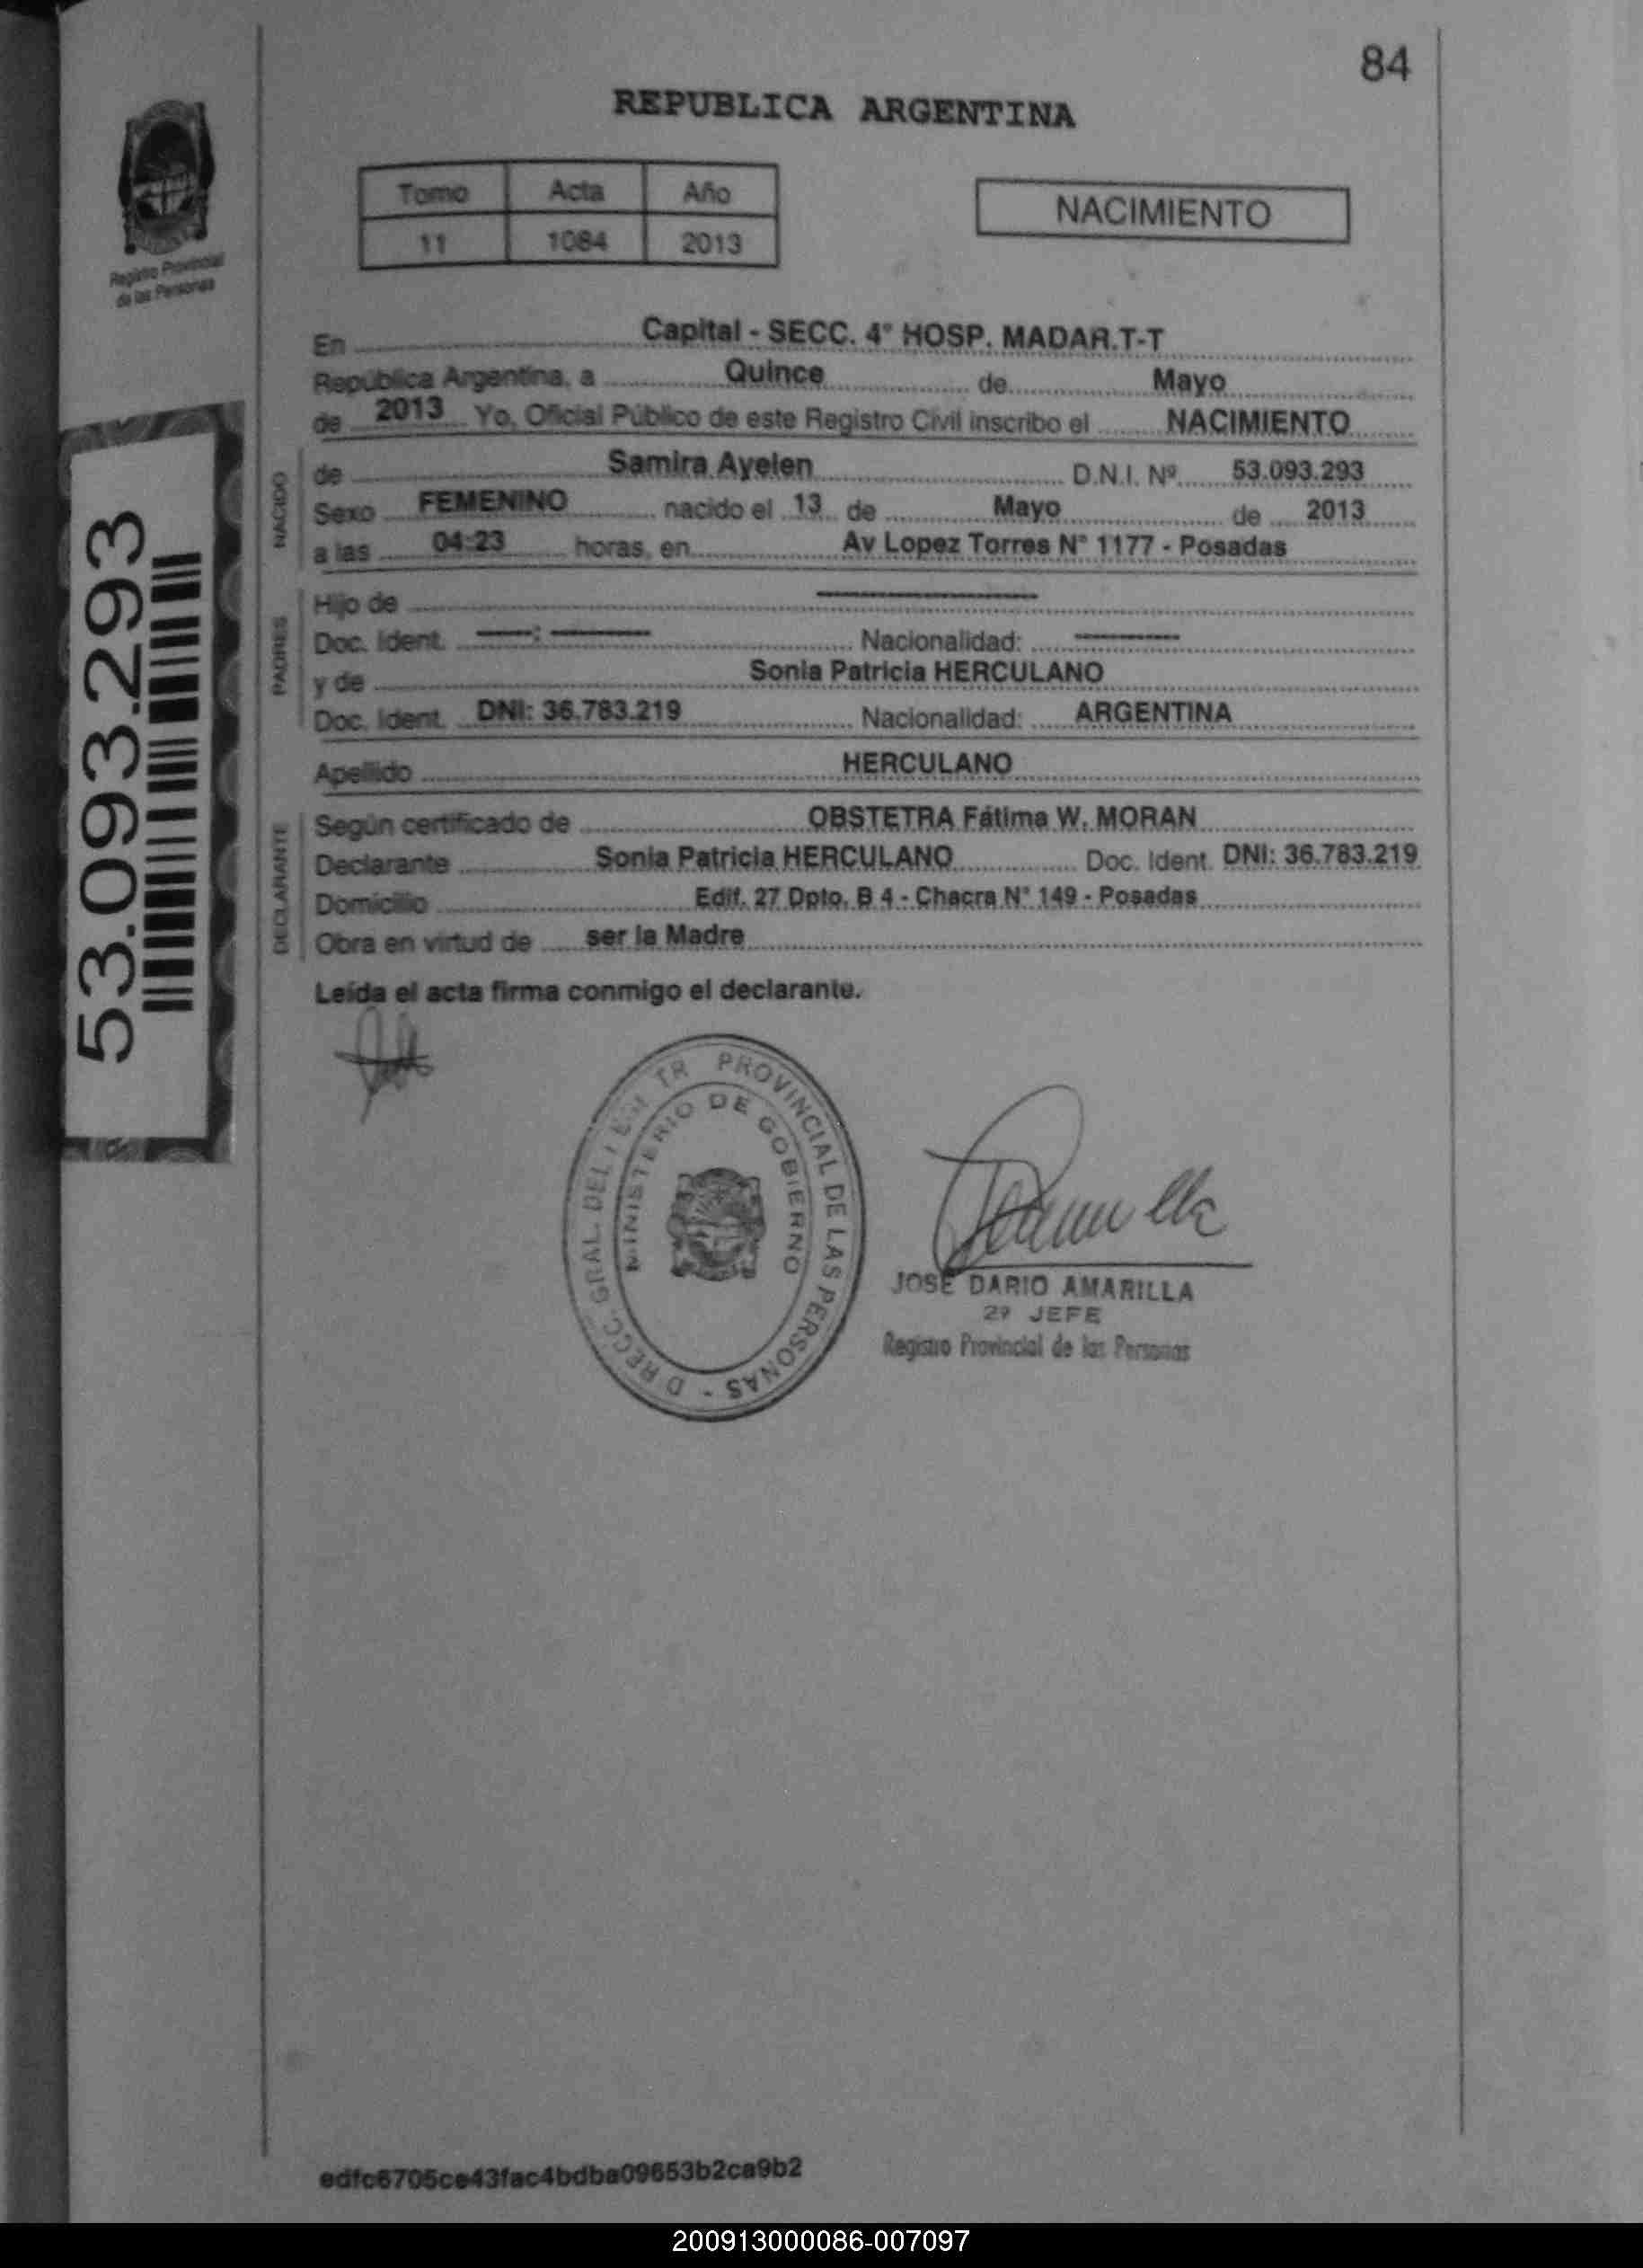 84
REPUBLICA ARGENTINA
Registro Provincial
de las Personas
Tomo Acta Año
11 1084 2013
NACIMIENTO
En Capital - SECC. 4° HOSP. MADAR.T-T
República Argentina, a Quince de Mayo
de 2013 Yo, Oficial Público de este Registro Civil inscribo el NACIMIENTO
NACIDO
de Samira Ayelen D.N.I. Nº 53.093.293
Sexo FEMENINO nacido el 13 de Mayo de 2013
a las 04:23 horas, en Av Lopez Torres N° 1177 - Posadas
PADRES
Hijo de
Doc. Ident. Nacionalidad:
y de Sonia Patricia HERCULANO
Doc. Ident. DNI: 36.783.219 Nacionalidad: ARGENTINA
Apellido HERCULANO
DECLARANTE
Según certificado de OBSTETRA Fátima W. MORAN
Declarante Sonia Patricia HERCULANO Doc. Ident. DNI: 36.783.219
Domicilio Edif. 27 Dpto. B 4 - Chacra N° 149 - Posadas
Obra en virtud de ser la Madre
Leída el acta firma conmigo el declarante.
53.093.293
PROVINCIAL DE LAS PERSONAS
MINISTERIO DE GOBIERNO
JOSE DARIO AMARILLA
2º JEFE
Registro Provincial de las Personas
edfc6705ce43fac4bdba09653b2ca9b2
200913000086-007097